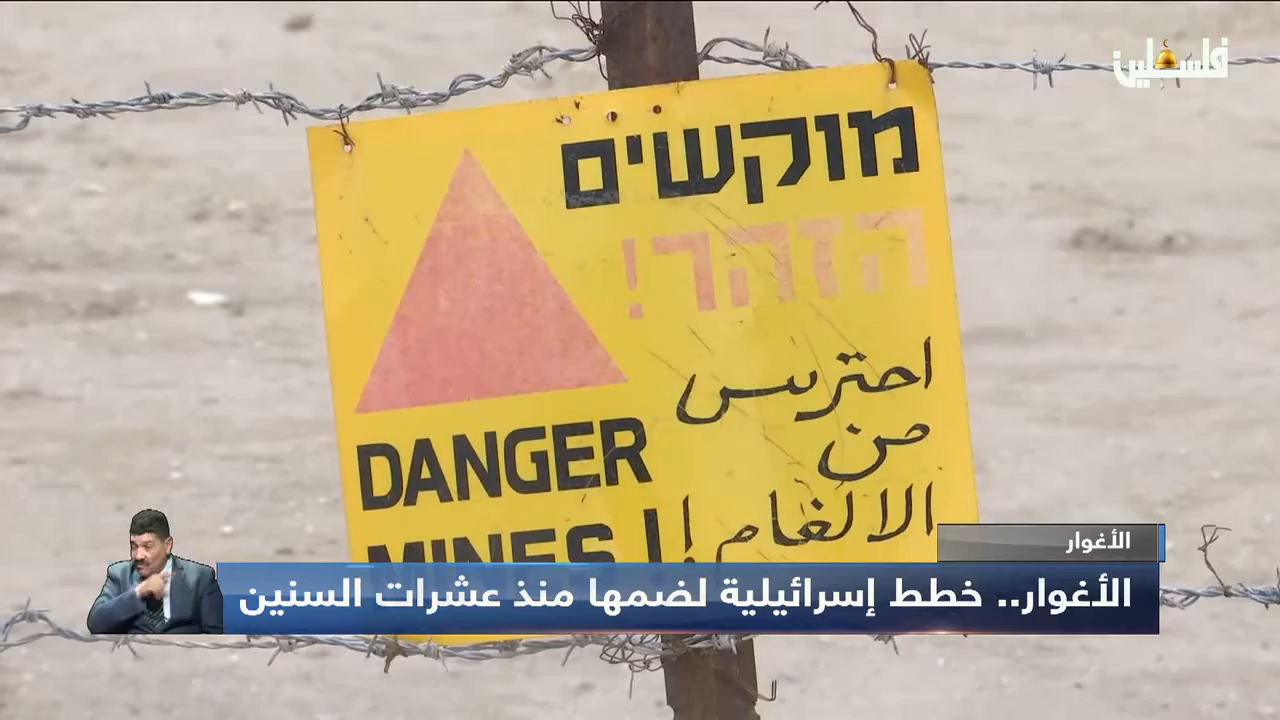 فلسطين
מוקשים
הזהר!
احترس
من
الالغام!
DANGER
MINES!
الأغوار
الأغوار.. خطط إسرائيلية لضمها منذ عشرات السنين